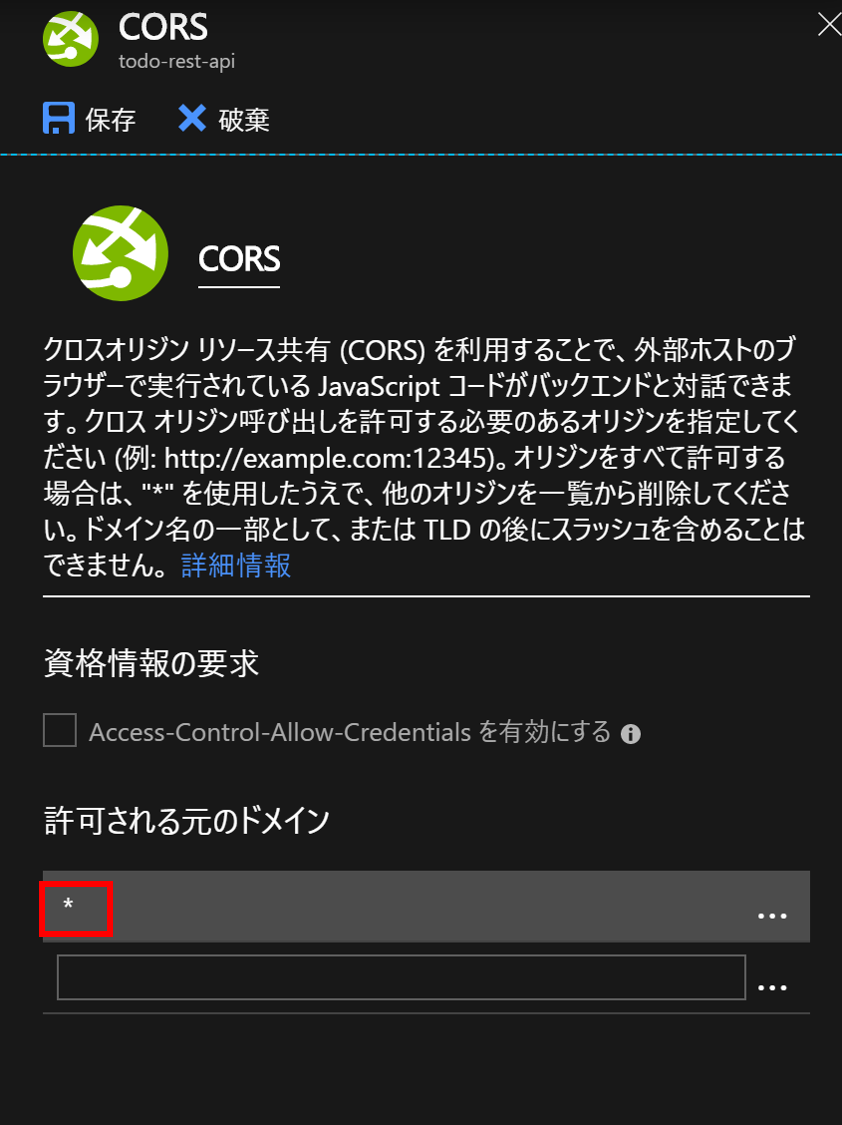 CORS
todo-rest-api
保存 破棄
CORS
クロスオリジン リソース共有 (CORS) を利用することで、外部ホストのブ
ラウザーで実行されている JavaScript コードがバックエンドと対話できま
す。クロス オリジン呼び出しを許可する必要のあるオリジンを指定してく
ださい (例: http://example.com:12345)。オリジンをすべて許可する
場合は、"*" を使用したうえで、他のオリジンを一覧から削除してくださ
い。ドメイン名の一部として、または TLD の後にスラッシュを含めることは
できません。 詳細情報
資格情報の要求
Access-Control-Allow-Credentials を有効にする
許可される元のドメイン
* ...
...